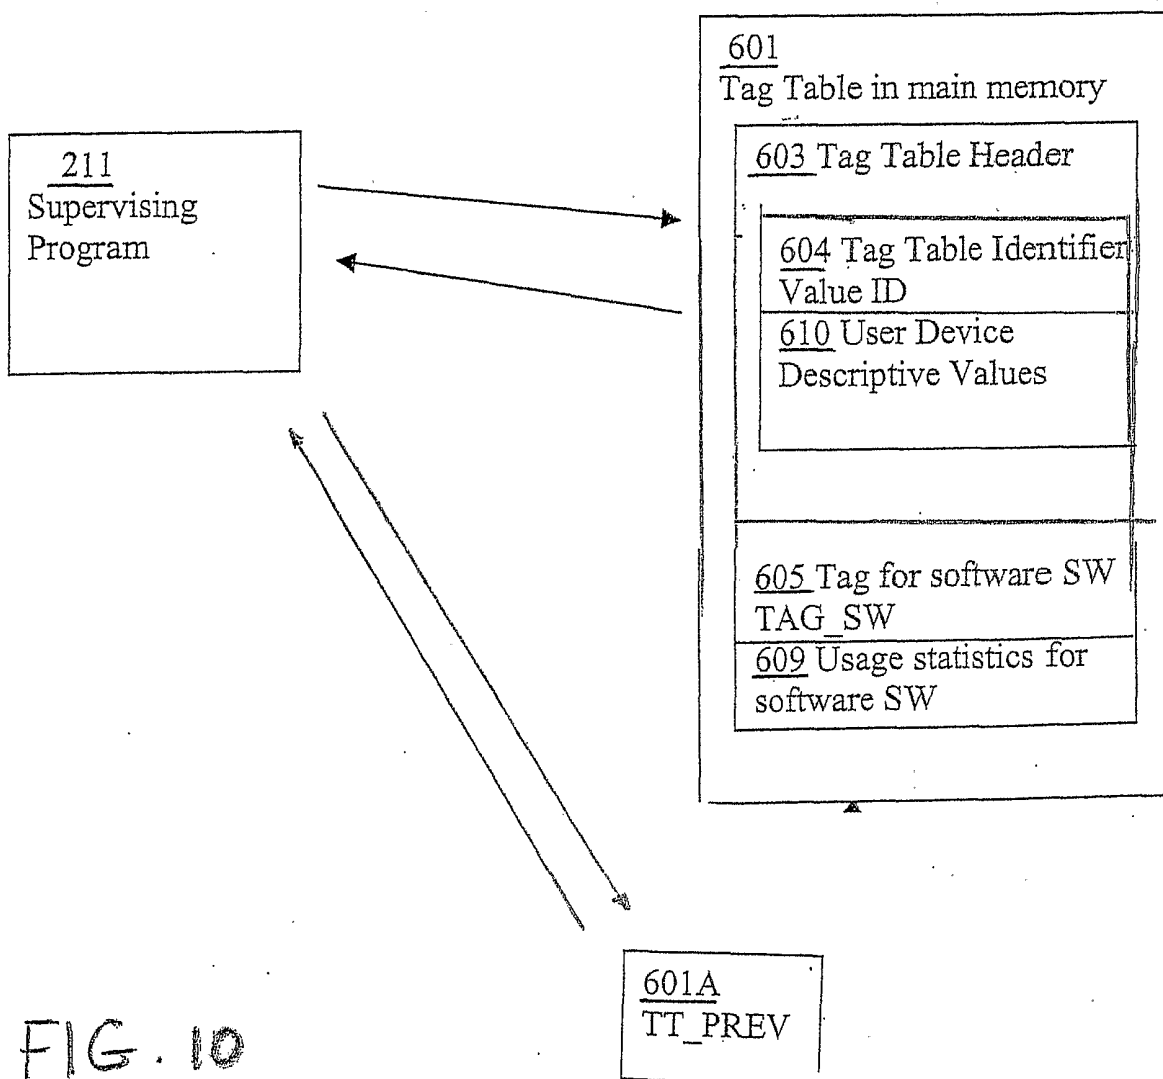 601
Tag Table in main memory
603 Tag Table Header
211
Supervising
Program
604 Tag Table Identifier
Value ID
610 User Device
Descriptive Values
605 Tag for software SW
TAG_SW
609 Usage statistics for
software SW
601A
TT_PREV
FIG. 10